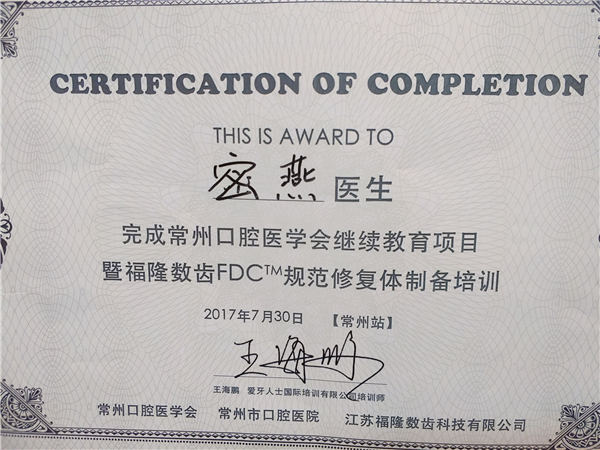 CERTIFICATION OF COMPLETION
THIS IS AWARD TO
密燕 医生
完成常州口腔医学会继续教育项目
暨福隆数齿FDC™规范修复体制备培训
2017年7月30日 【常州站】
王海鹏
王海鹏 爱牙人士国际培训有限公司培训师
常州口腔医学会 常州市口腔医院 江苏福隆数齿科技有限公司